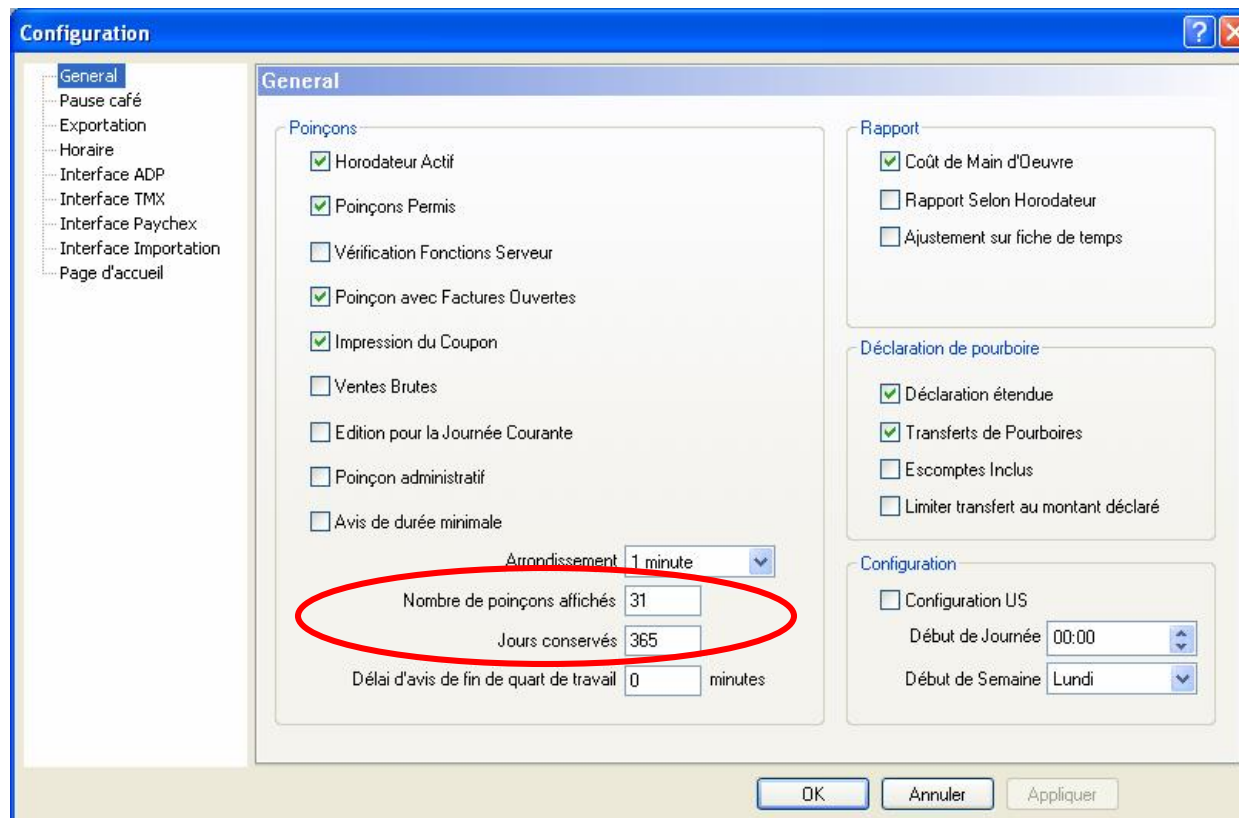 Configuration
General
Pause café
Exportation
Horaire
Interface ADP
Interface TMX
Interface Paychex
Interface Importation
Page d'accueil
General
Poinçons
Horodateur Actif
Poinçons Permis
Vérification Fonctions Serveur
Poinçon avec Factures Ouvertes
Impression du Coupon
Ventes Brutes
Edition pour la Journée Courante
Poinçon administratif
Avis de durée minimale
Arrondissement 1 minute
Nombre de poinçons affichés 31
Jours conservés 365
Délai d'avis de fin de quart de travail 0 minutes
Rapport
Coût de Main d'Oeuvre
Rapport Selon Horodateur
Ajustement sur fiche de temps
Déclaration de pourboire
Déclaration étendue
Transferts de Pourboires
Escomptes Inclus
Limiter transfert au montant déclaré
Configuration
Configuration US
Début de Journée 00:00
Début de Semaine Lundi
OK Annuler Appliquer